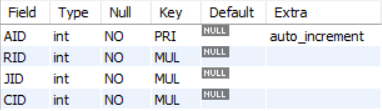 Field Type Null Key Default Extra
AID int NO PRI NULL auto_increment
RID int NO MUL NULL
JID int NO MUL NULL
CID int NO MUL NULL